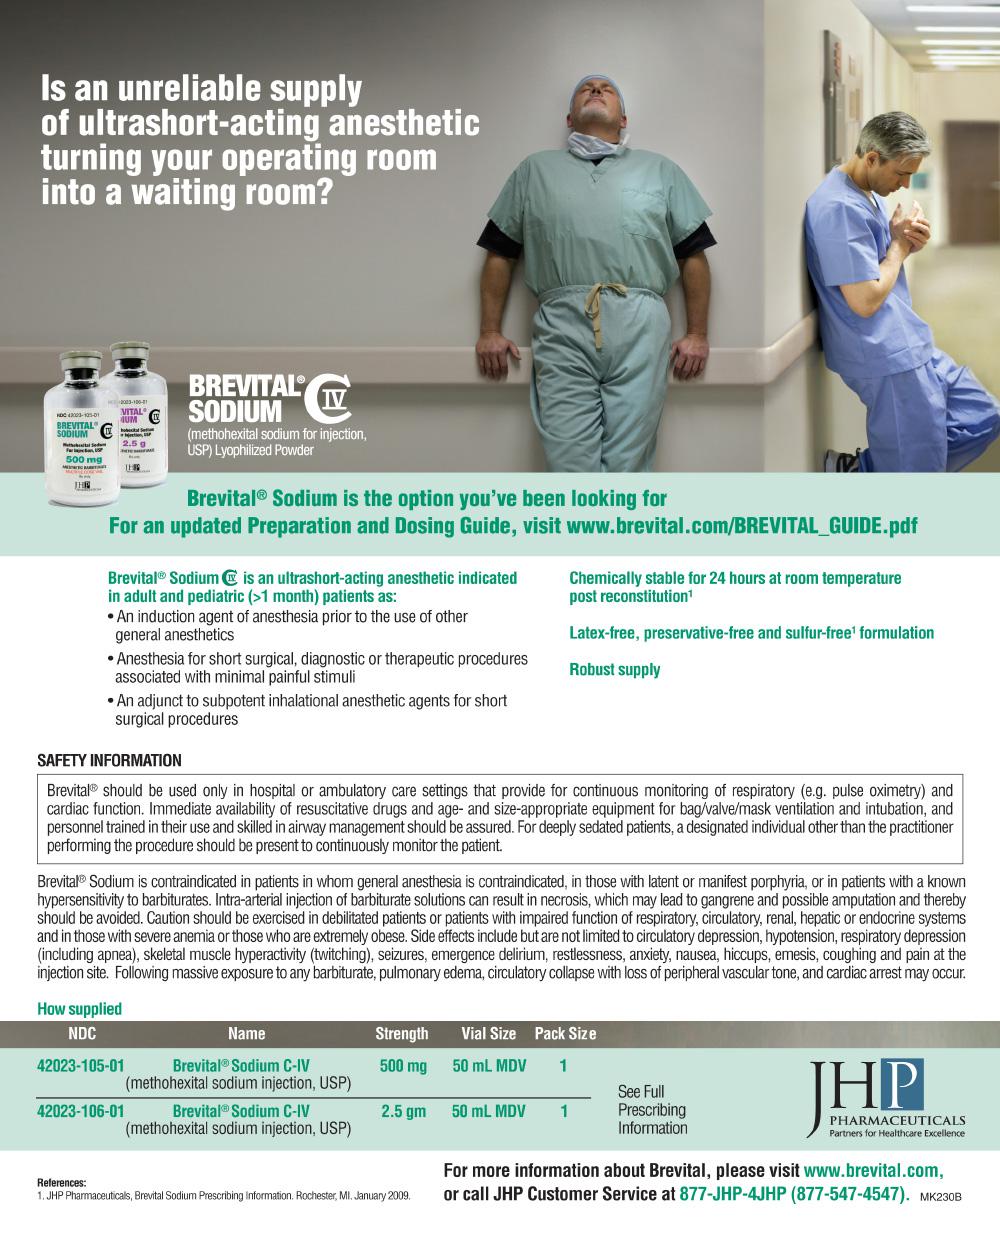 Is an unreliable supply
of ultrashort-acting anesthetic
turning your operating room
into a waiting room?
NDC 42023-105-01
BREVITAL®
SODIUM
CIV
Methohexital Sodium
For Injection, USP
500 mg
ANESTHETIC BARBITURATE
MULTIPLE-DOSE VIAL
Rx only
JHP
2.5 g
BREVITAL®
SODIUM
CIV
(methohexital sodium for injection,
USP) Lyophilized Powder
Brevital® Sodium is the option you've been looking for
For an updated Preparation and Dosing Guide, visit www.brevital.com/BREVITAL_GUIDE.pdf
Brevital® Sodium CIV is an ultrashort-acting anesthetic indicated
in adult and pediatric (>1 month) patients as:
• An induction agent of anesthesia prior to the use of other
general anesthetics
• Anesthesia for short surgical, diagnostic or therapeutic procedures
associated with minimal painful stimuli
• An adjunct to subpotent inhalational anesthetic agents for short
surgical procedures
Chemically stable for 24 hours at room temperature
post reconstitution¹
Latex-free, preservative-free and sulfur-free¹ formulation
Robust supply
SAFETY INFORMATION
Brevital® should be used only in hospital or ambulatory care settings that provide for continuous monitoring of respiratory (e.g. pulse oximetry) and
cardiac function. Immediate availability of resuscitative drugs and age- and size-appropriate equipment for bag/valve/mask ventilation and intubation, and
personnel trained in their use and skilled in airway management should be assured. For deeply sedated patients, a designated individual other than the practitioner
performing the procedure should be present to continuously monitor the patient.
Brevital® Sodium is contraindicated in patients in whom general anesthesia is contraindicated, in those with latent or manifest porphyria, or in patients with a known
hypersensitivity to barbiturates. Intra-arterial injection of barbiturate solutions can result in necrosis, which may lead to gangrene and possible amputation and thereby
should be avoided. Caution should be exercised in debilitated patients or patients with impaired function of respiratory, circulatory, renal, hepatic or endocrine systems
and in those with severe anemia or those who are extremely obese. Side effects include but are not limited to circulatory depression, hypotension, respiratory depression
(including apnea), skeletal muscle hyperactivity (twitching), seizures, emergence delirium, restlessness, anxiety, nausea, hiccups, emesis, coughing and pain at the
injection site. Following massive exposure to any barbiturate, pulmonary edema, circulatory collapse with loss of peripheral vascular tone, and cardiac arrest may occur.
How supplied
NDC Name Strength Vial Size Pack Size
42023-105-01 Brevital® Sodium C-IV 500 mg 50 mL MDV 1
(methohexital sodium injection, USP)
42023-106-01 Brevital® Sodium C-IV 2.5 gm 50 mL MDV 1
(methohexital sodium injection, USP)
See Full
Prescribing
Information
JHP
PHARMACEUTICALS
Partners for Healthcare Excellence
References:
1. JHP Pharmaceuticals, Brevital Sodium Prescribing Information. Rochester, MI. January 2009.
For more information about Brevital, please visit www.brevital.com,
or call JHP Customer Service at 877-JHP-4JHP (877-547-4547). MK230B